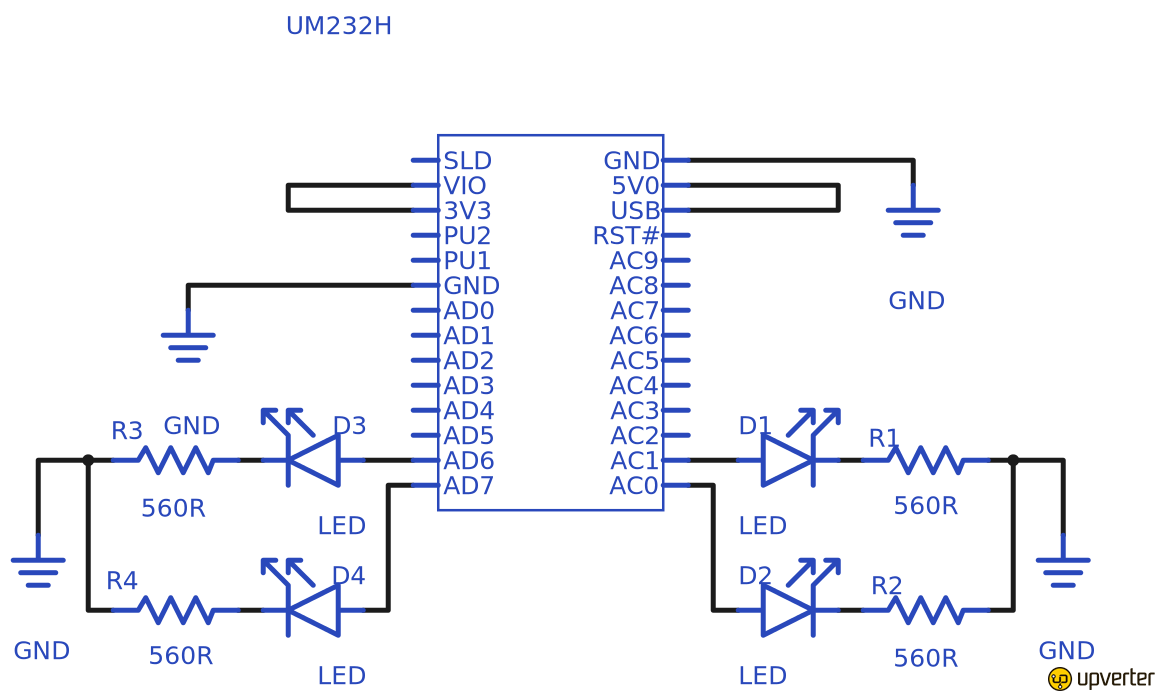 UM232H
SLD
GND
VIO
5V0
3V3
USB
PU2
RST#
PU1
AC9
GND
AC8
GND
AD0
AC7
AD1
AC6
AD2
AC5
AD3
AC4
AD4
AC3
R3
GND
D3
AD5
AC2
D1
R1
AD6
AC1
AD7
AC0
560R
560R
LED
LED
R4
D4
D2
R2
GND
560R
560R
GND
LED
LED
upverter